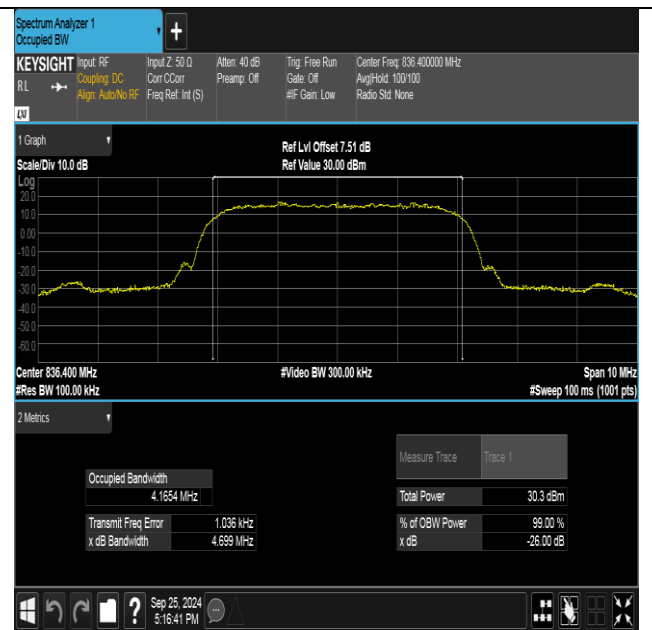 Spectrum Analyzer 1
Occupied BW
+
KEYSIGHT Input: RF Input Z: 50 Ω Atten: 40 dB Trig: Free Run Center Freq: 836.400000 MHz
RL Coupling: DC Corr CCorr Preamp: Off Gate: Off Avg|Hold: 100/100
Align: Auto/No RF Freq Ref: Int (S) #IF Gain: Low Radio Std: None
LXI
1 Graph
Ref Lvl Offset 7.51 dB
Scale/Div 10.0 dB Ref Value 30.00 dBm
Log
20.0
10.0
0.00
-10.0
-20.0
-30.0
-40.0
-50.0
-60.0
Center 836.400 MHz #Video BW 300.00 kHz Span 10 MHz
#Res BW 100.00 kHz #Sweep 100 ms (1001 pts)
2 Metrics
Measure Trace Trace 1
Occupied Bandwidth
4.1654 MHz Total Power 30.3 dBm
Transmit Freq Error 1.036 kHz % of OBW Power 99.00 %
x dB Bandwidth 4.699 MHz x dB -26.00 dB
? Sep 25, 2024
5:16:41 PM